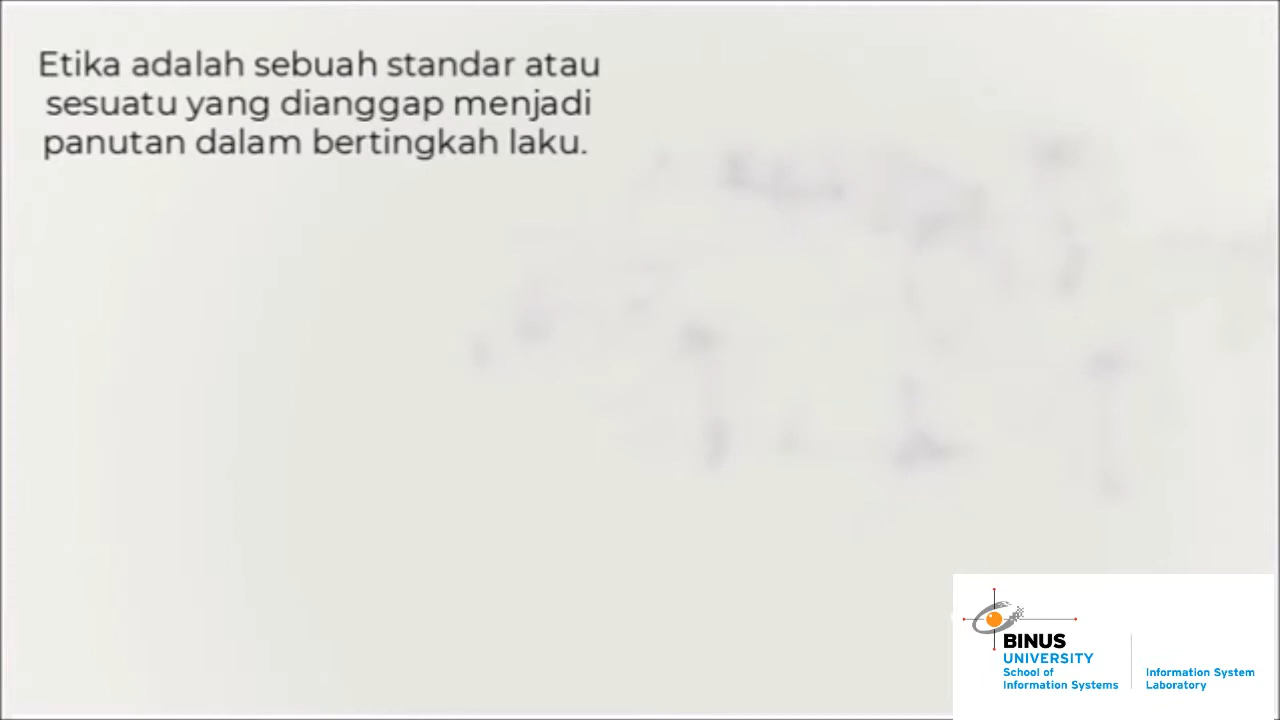 Etika adalah sebuah standar atau
sesuatu yang dianggap menjadi
panutan dalam bertingkah laku.
BINUS
UNIVERSITY
School of
Information Systems
Information System
Laboratory